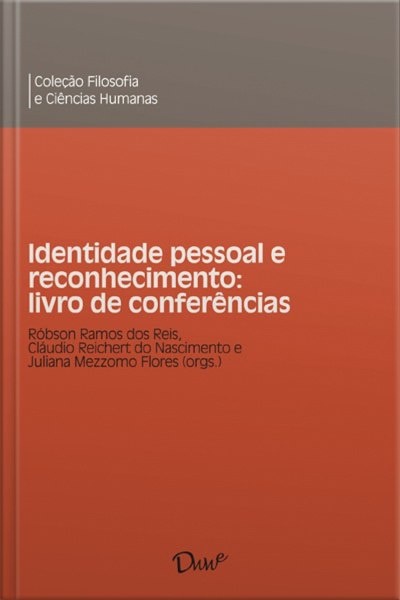 Coleção Filosofia
e Ciências Humanas
Identidade pessoal e
reconhecimento:
livro de conferências
Róbson Ramos dos Reis,
Cláudio Reichert do Nascimento e
Juliana Mezzomo Flores (orgs.)